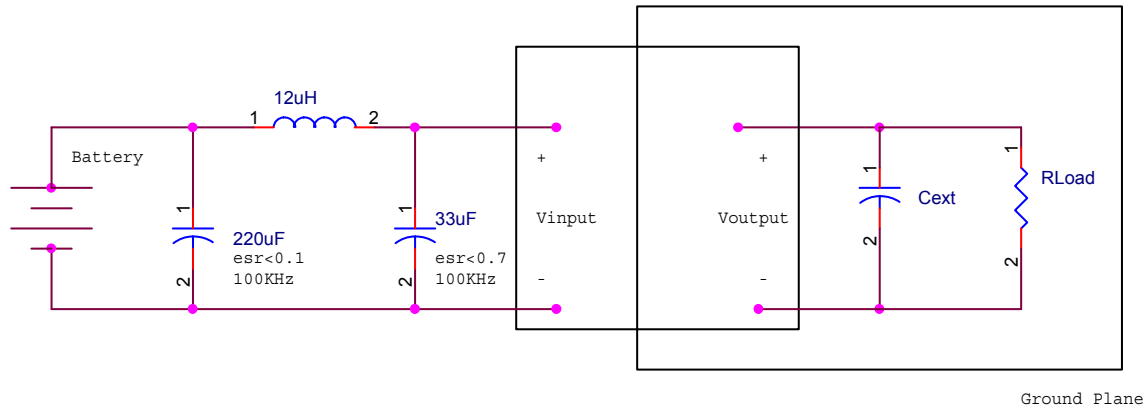 12uH
1 2
Battery
+ +
1 1 1 1
RLoad
Cext
33uF
Vinput Voutput
220uF
esr<0.1 esr<0.7
100KHz 100KHz
2 2 2 2
- -
Ground Plane